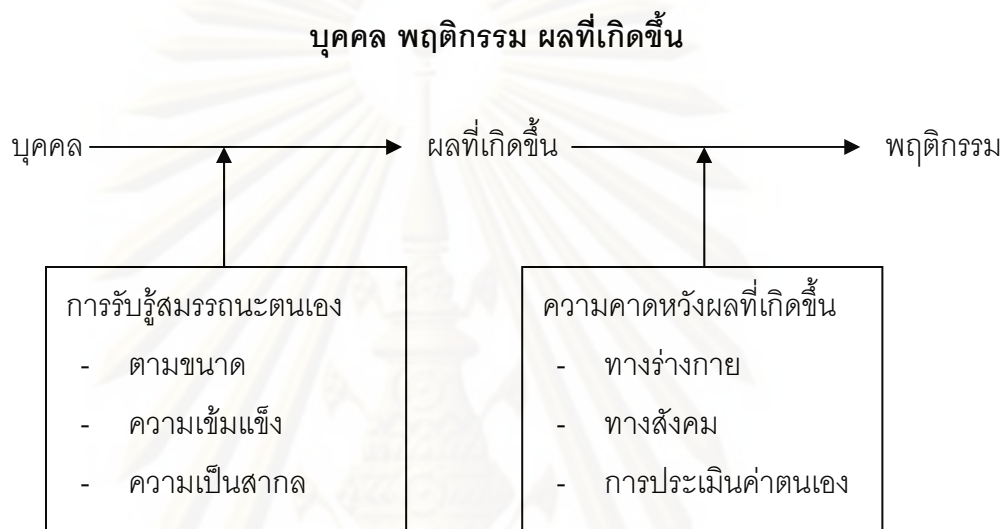 บุคคล พฤติกรรม ผลที่เกิดขึ้น
บุคคล ผลที่เกิดขึ้น พฤติกรรม
การรับรู้สมรรถนะตนเอง
- ตามขนาด
- ความเข้มแข็ง
- ความเป็นสากล
ความคาดหวังผลที่เกิดขึ้น
- ทางร่างกาย
- ทางสังคม
- การประเมินค่าตนเอง